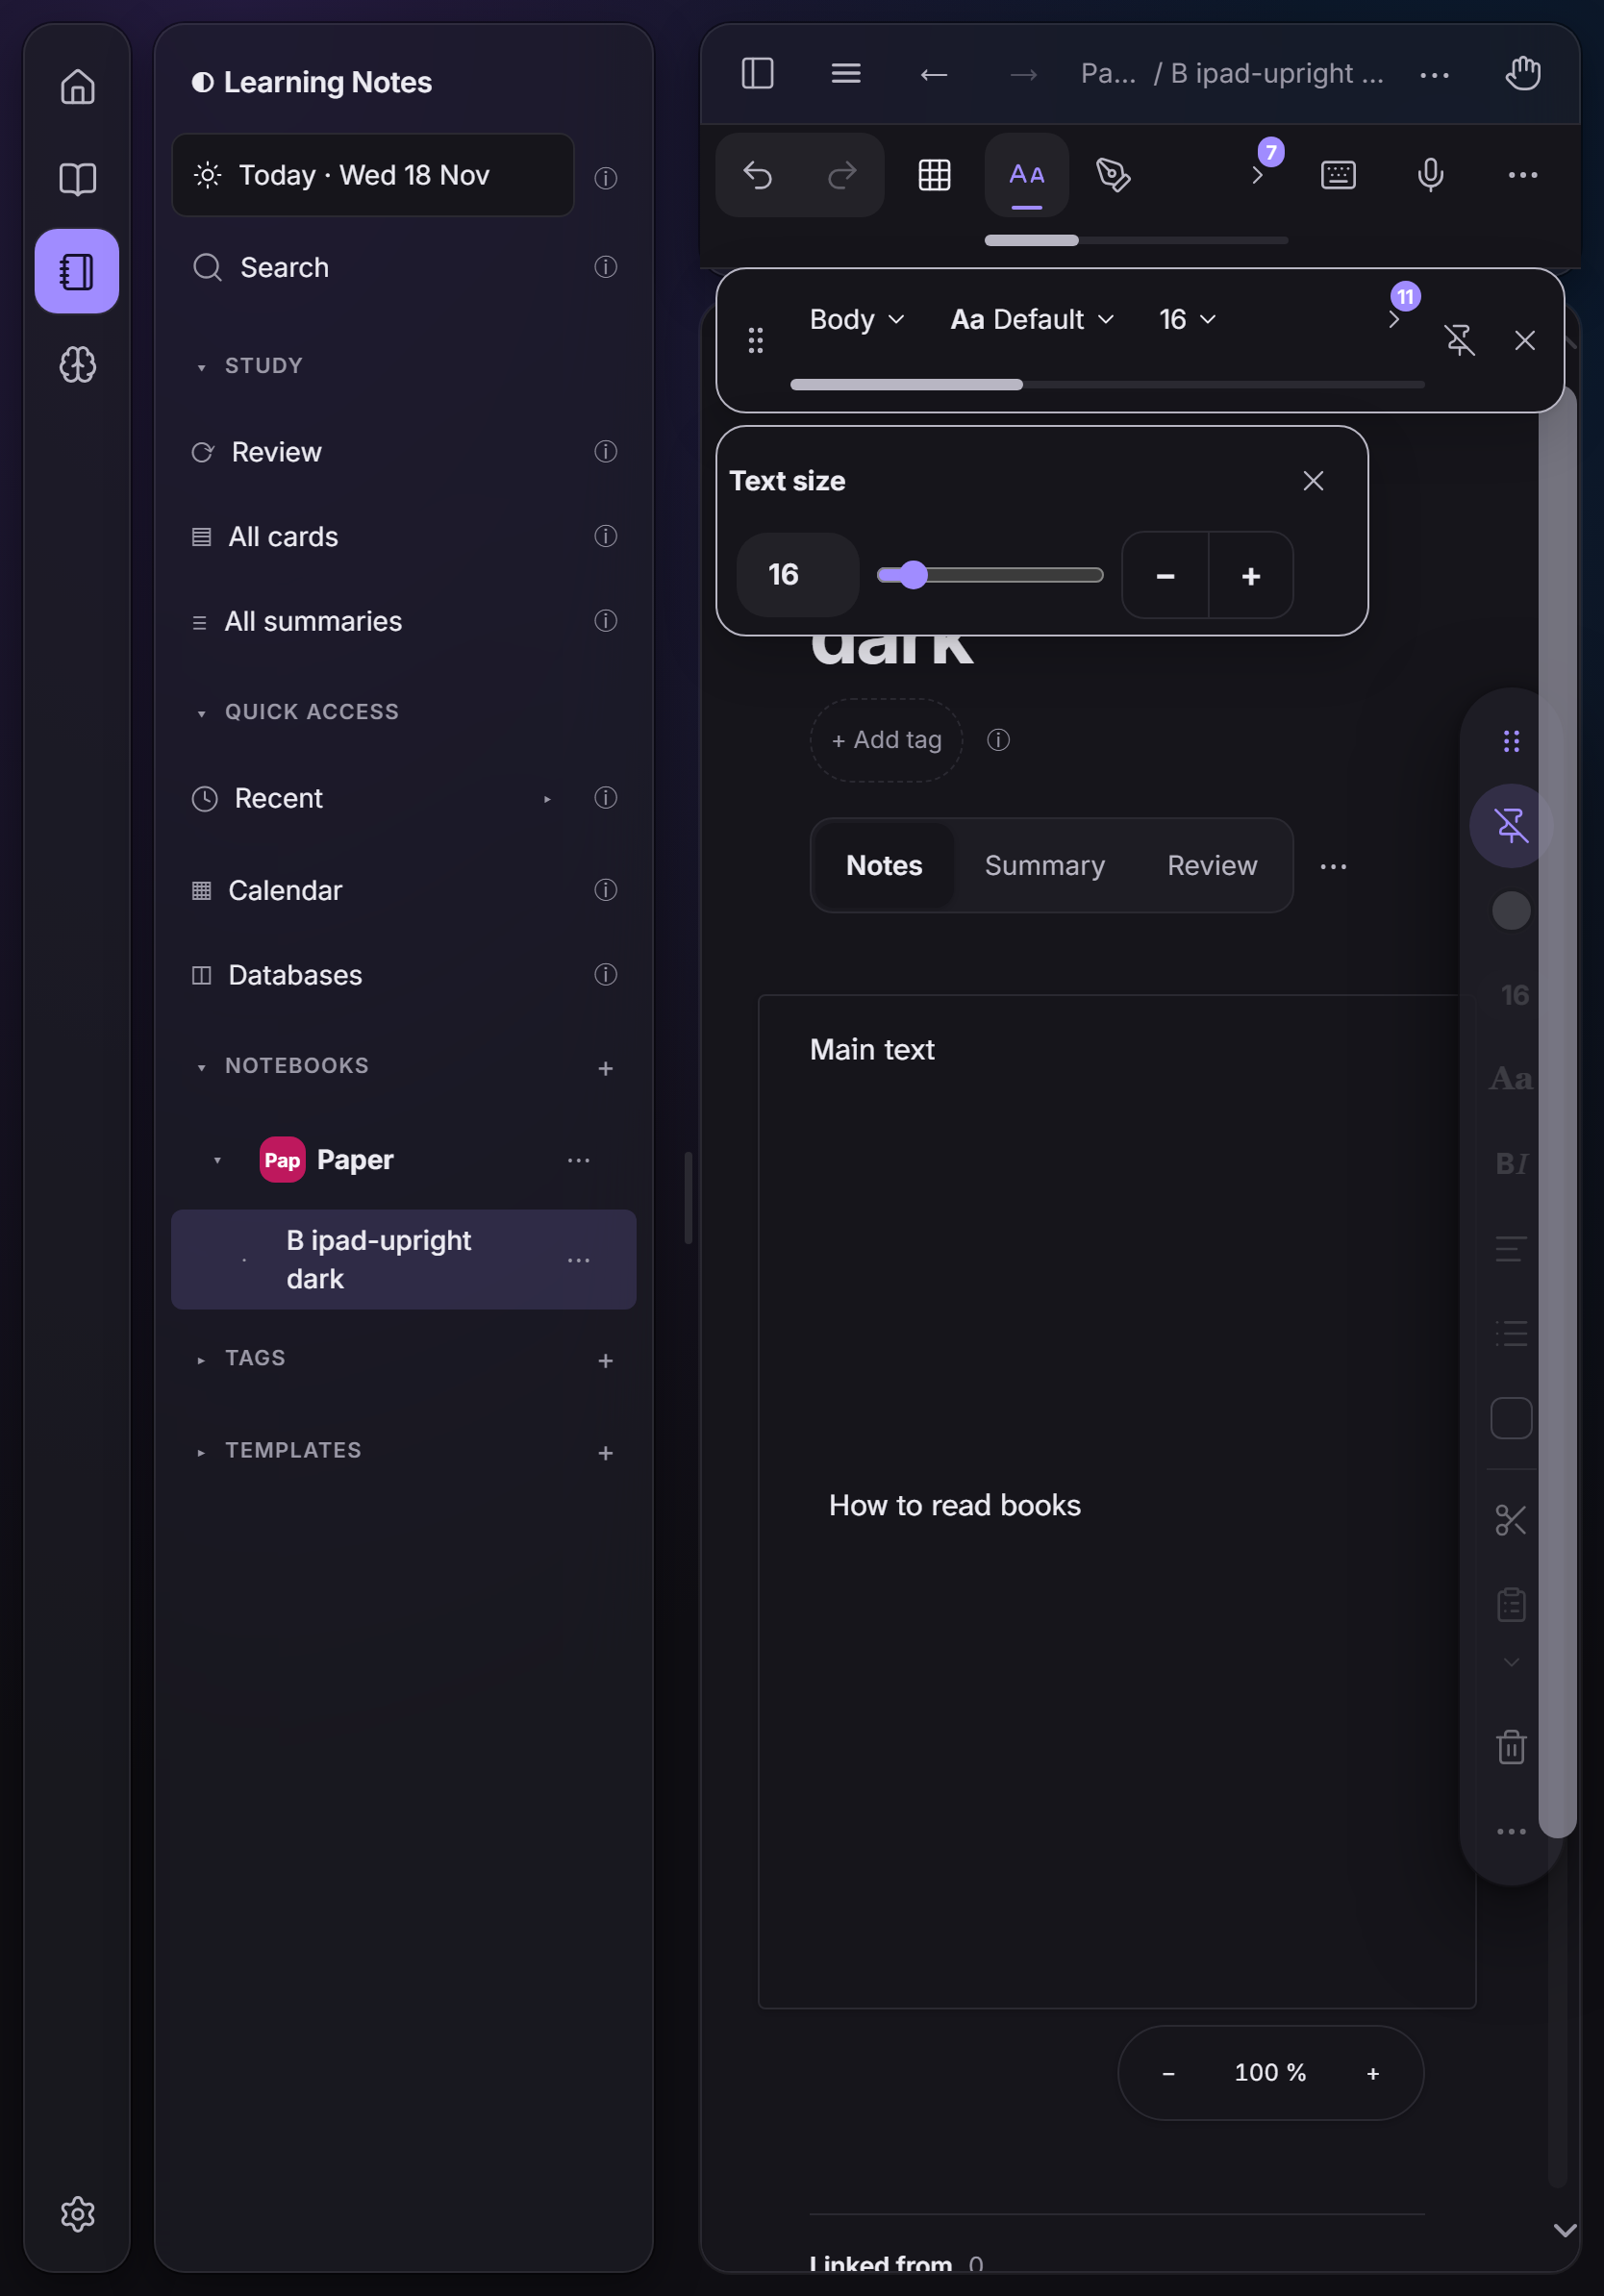 Learning Notes
Today · Wed 18 Nov
Search
STUDY
Review
All cards
All summaries
QUICK ACCESS
Recent
Calendar
Databases
NOTEBOOKS
Pap Paper
B ipad-upright
dark
TAGS
TEMPLATES
Pa... / B ipad-upright ...
Aa
7
Body
Aa Default
16
11
Text size
16
dark
+ Add tag
Notes
Summary
Review
16
Aa
BI
Main text
How to read books
100 %
Linked from 0